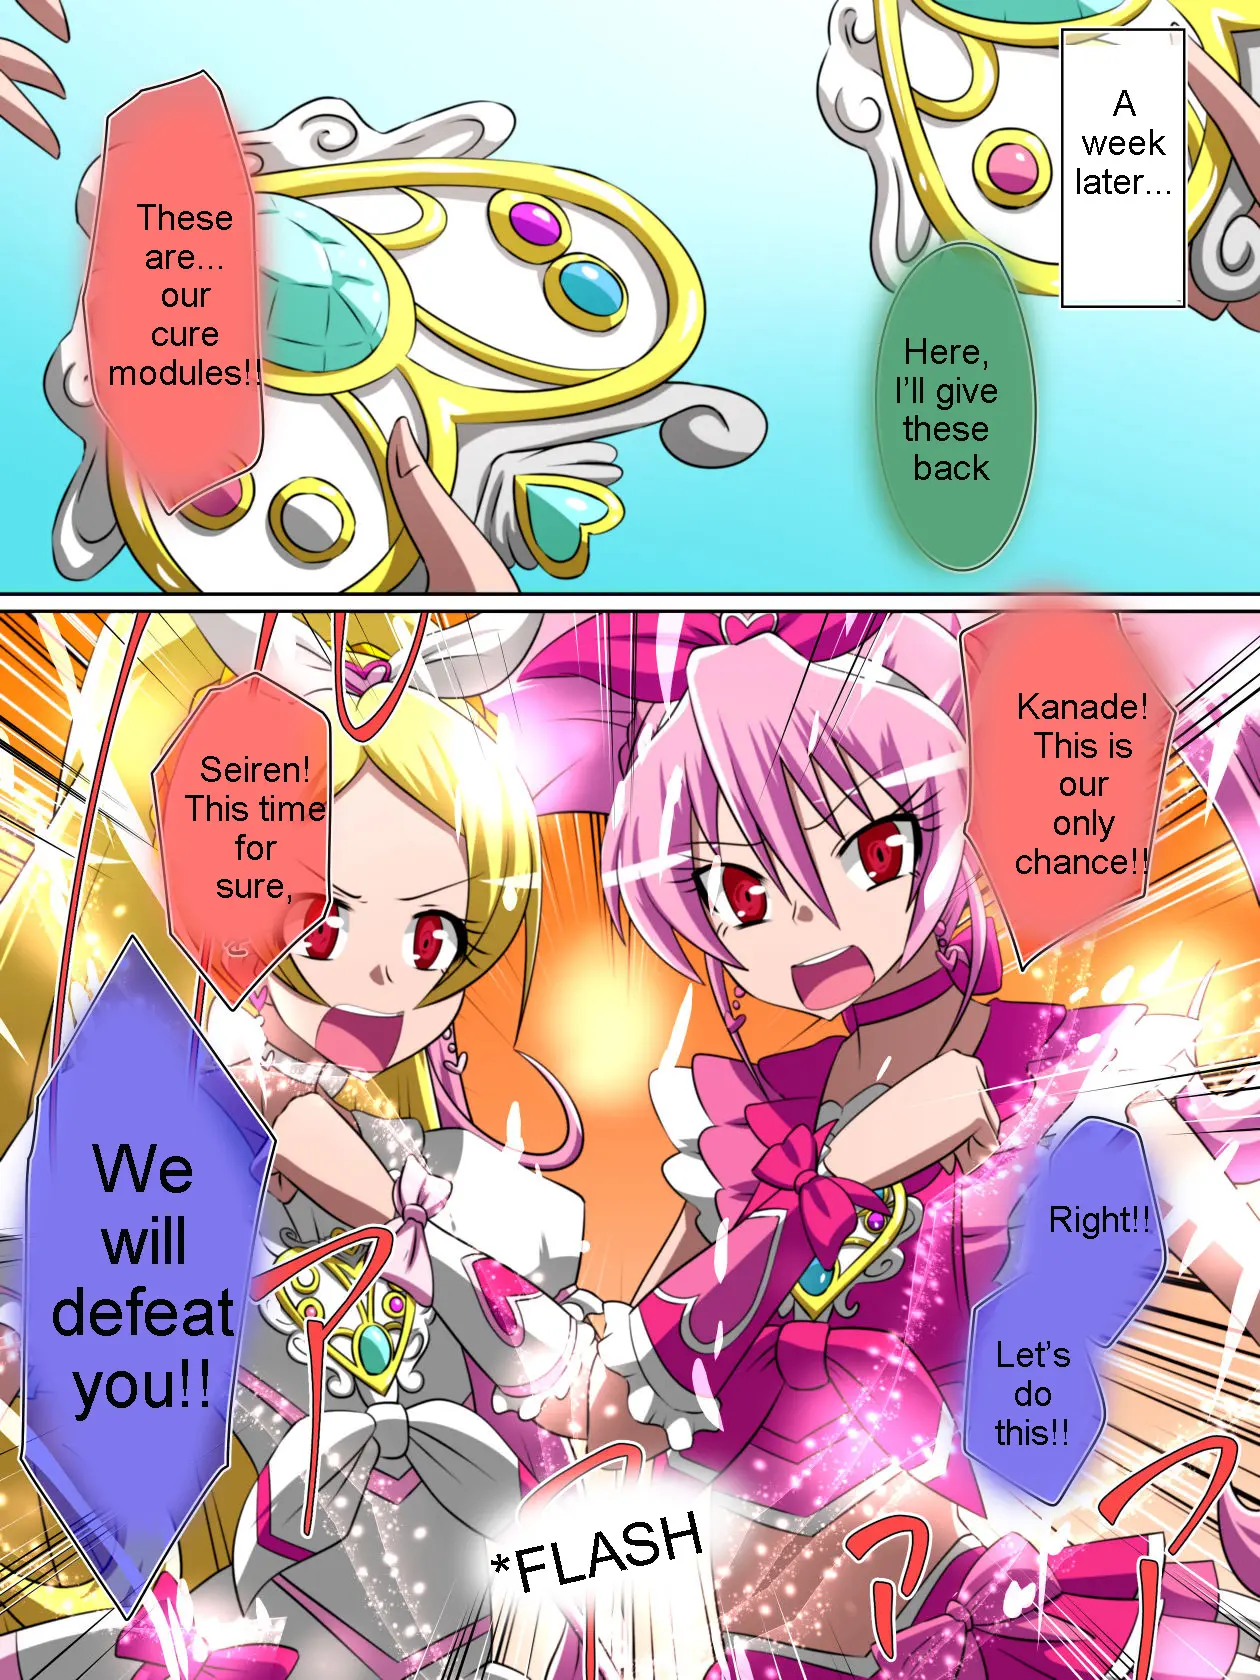 A
week
later...
Here,
I'll give
these
back
These
are...
our
cure
modules!!
Kanade!
This is
our
only
chance!!
Right!!
Let's
do
this!!
Seiren!
This time
for
sure,
We
will
defeat
you!!
*FLASH